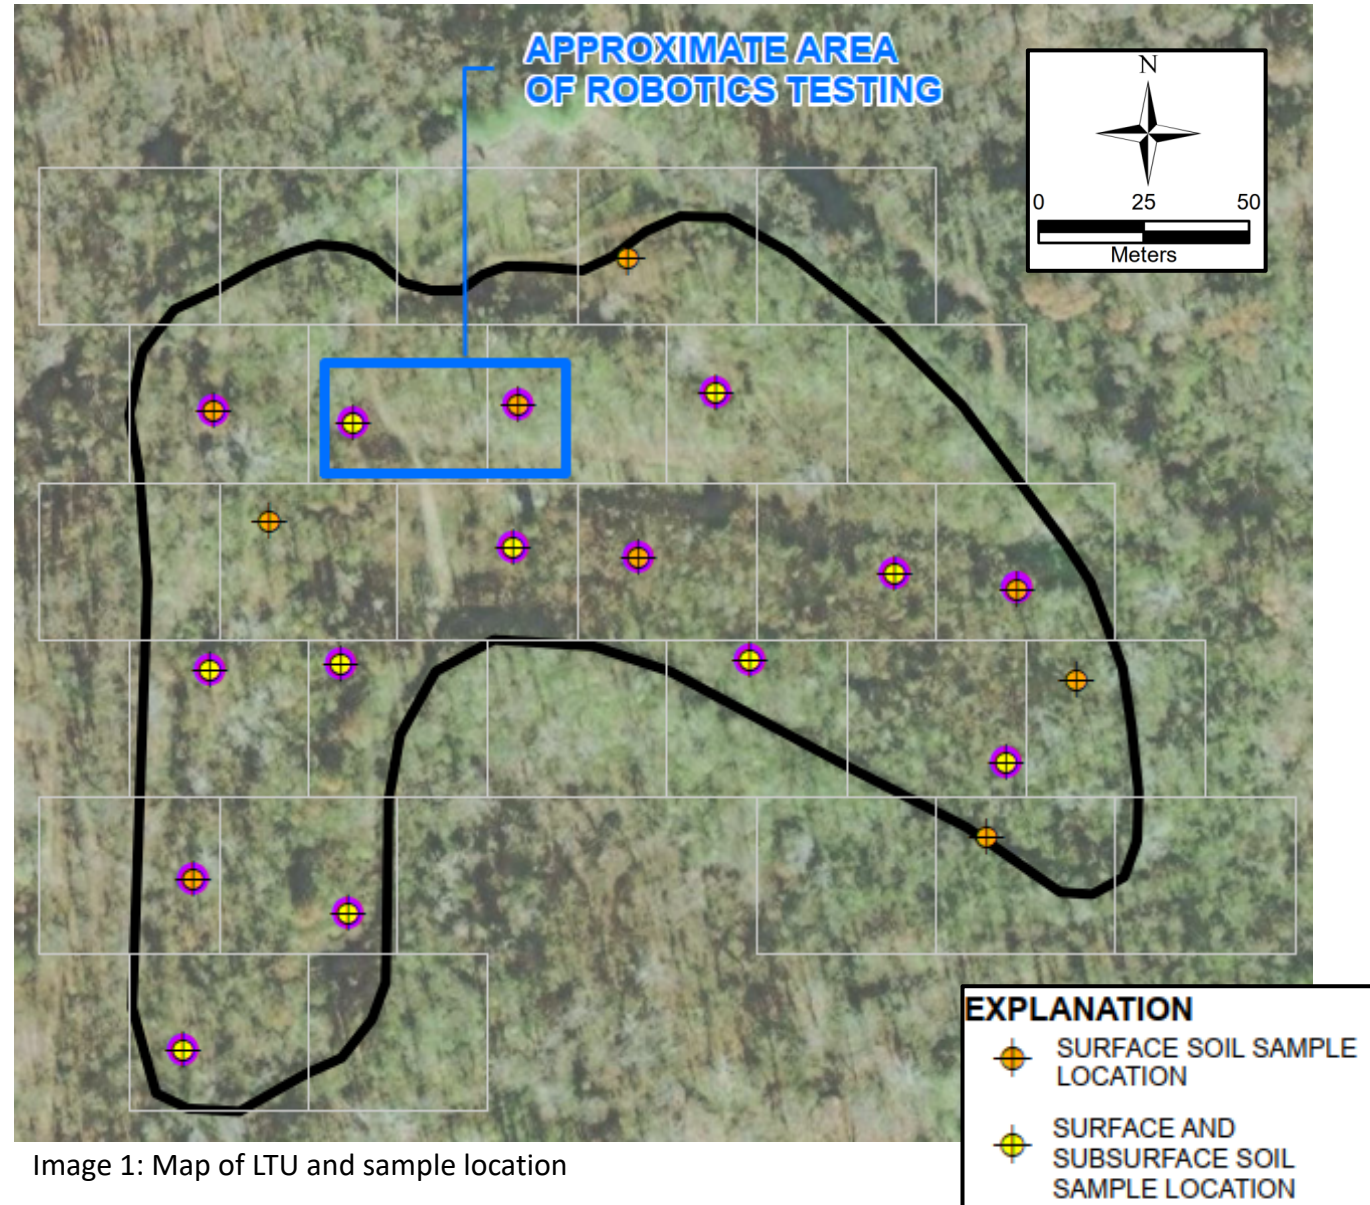 APPROXIMATE AREA
OF ROBOTICS TESTING
N
0 25 50
Meters
EXPLANATION
SURFACE SOIL SAMPLE
LOCATION
SURFACE AND
SUBSURFACE SOIL
SAMPLE LOCATION
Image 1: Map of LTU and sample location